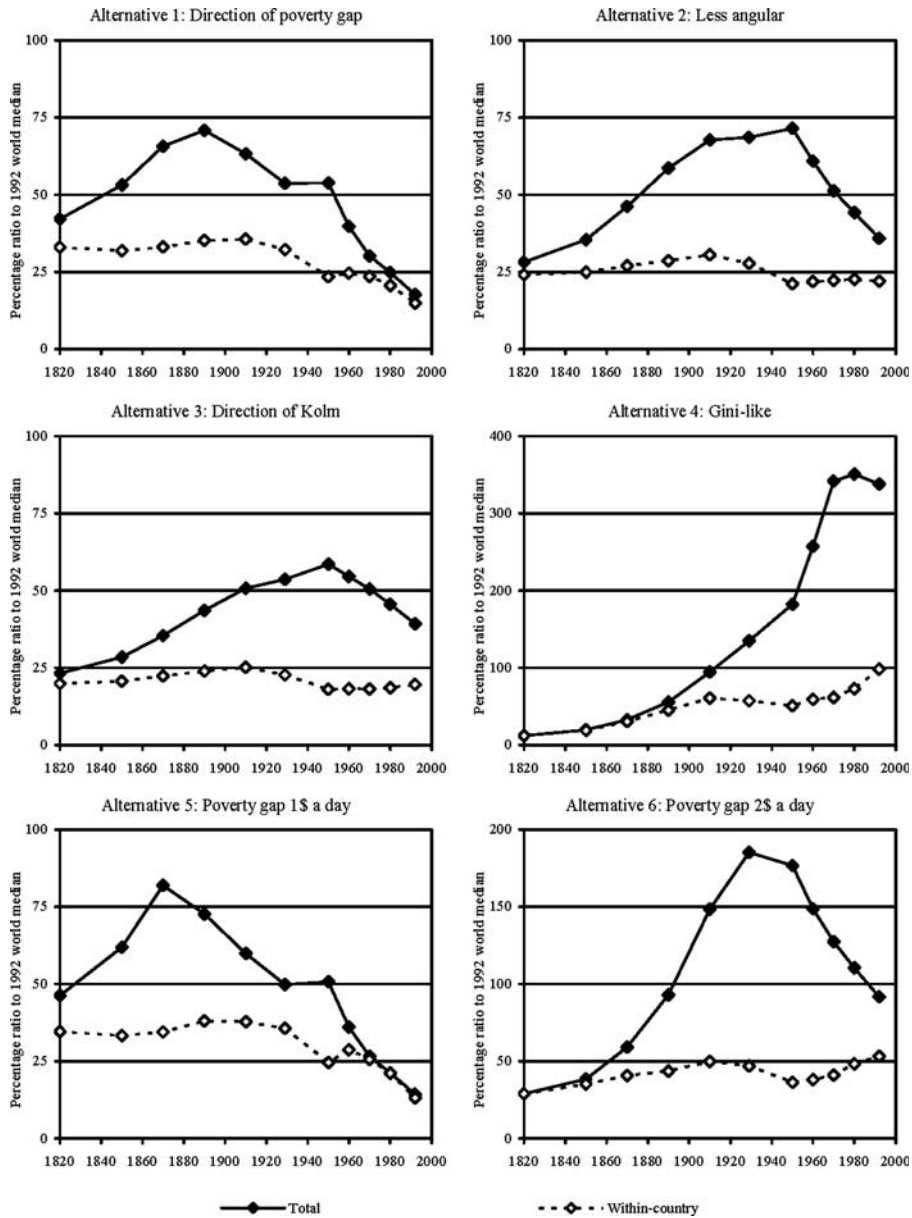 Alternative 1: Direction of poverty gap
Percentage ratio to 1992 world median
100
75
50
25
0
1820 1840 1860 1880 1900 1920 1940 1960 1980 2000
Alternative 2: Less angular
Percentage ratio to 1992 world median
100
75
50
25
0
1820 1840 1860 1880 1900 1920 1940 1960 1980 2000
Alternative 3: Direction of Kolm
Percentage ratio to 1992 world median
100
75
50
25
0
1820 1840 1860 1880 1900 1920 1940 1960 1980 2000
Alternative 4: Gini-like
Percentage ratio to 1992 world median
400
300
200
100
0
1820 1840 1860 1880 1900 1920 1940 1960 1980 2000
Alternative 5: Poverty gap 1$ a day
Percentage ratio to 1992 world median
100
75
50
25
0
1820 1840 1860 1880 1900 1920 1940 1960 1980 2000
Alternative 6: Poverty gap 2$ a day
Percentage ratio to 1992 world median
200
150
100
50
0
1820 1840 1860 1880 1900 1920 1940 1960 1980 2000
Total
Within-country